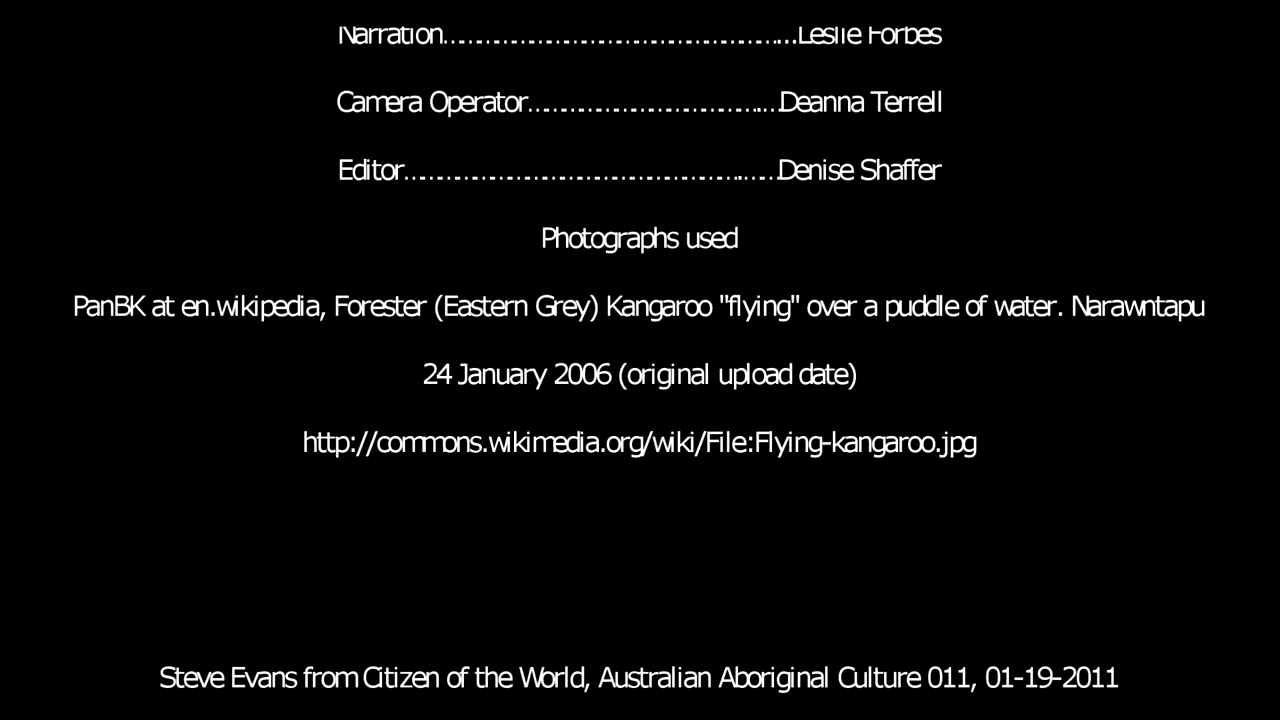 Narration.................................................Leslie Forbes
Camera Operator....................................Deanna Terrell
Editor.....................................................Denise Shaffer
Photographs used
PanBK at en.wikipedia, Forester (Eastern Grey) Kangaroo "flying" over a puddle of water. Narawntapu
24 January 2006 (original upload date)
http://commons.wikimedia.org/wiki/File:Flying-kangaroo.jpg
Steve Evans from Citizen of the World, Australian Aboriginal Culture 011, 01-19-2011